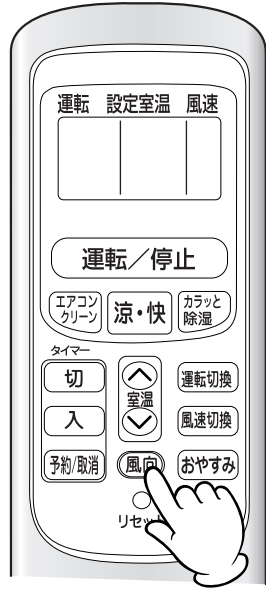 運転 設定室温 風速
運転／停止
エアコン
クリーン
涼・快
カラッと
除湿
タイマー
切
入
予約/取消
室温
運転切換
風速切換
風向
おやすみ
リセット